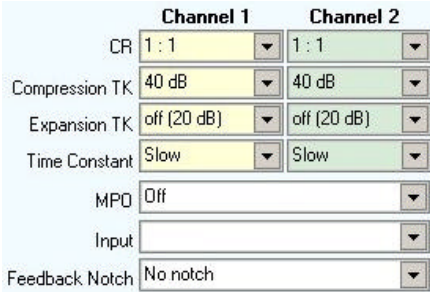 Channel 1 Channel 2
CR 1 : 1 1 : 1
Compression TK 40 dB 40 dB
Expansion TK off (20 dB) off (20 dB)
Time Constant Slow Slow
MPO Off
Input
Feedback Notch No notch